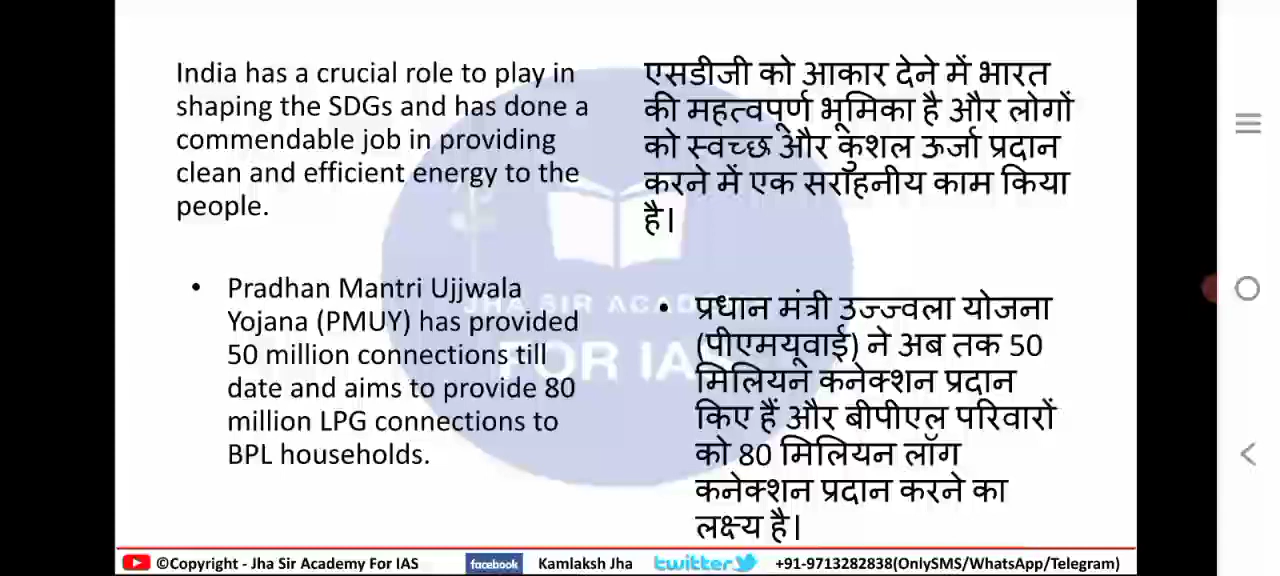 India has a crucial role to play in
shaping the SDGs and has done a
commendable job in providing
clean and efficient energy to the
people.
• Pradhan Mantri Ujjwala
Yojana (PMUY) has provided
50 million connections till
date and aims to provide 80
million LPG connections to
BPL households.
एसडीजी को आकार देने में भारत
की महत्वपूर्ण भूमिका है और लोगों
को स्वच्छ और कुशल ऊर्जा प्रदान
करने में एक सराहनीय काम किया
है।
• प्रधान मंत्री उज्ज्वला योजना
(पीएमयूवाई) ने अब तक 50
मिलियन कनेक्शन प्रदान
किए हैं और बीपीएल परिवारों
को 80 मिलियन लॉग
कनेक्शन प्रदान करने का
लक्ष्य है।
JHA SIR ACAD
FOR IAS
©Copyright - Jha Sir Academy For IAS facebook Kamlaksh Jha twitter +91-9713282838(OnlySMS/WhatsApp/Telegram)